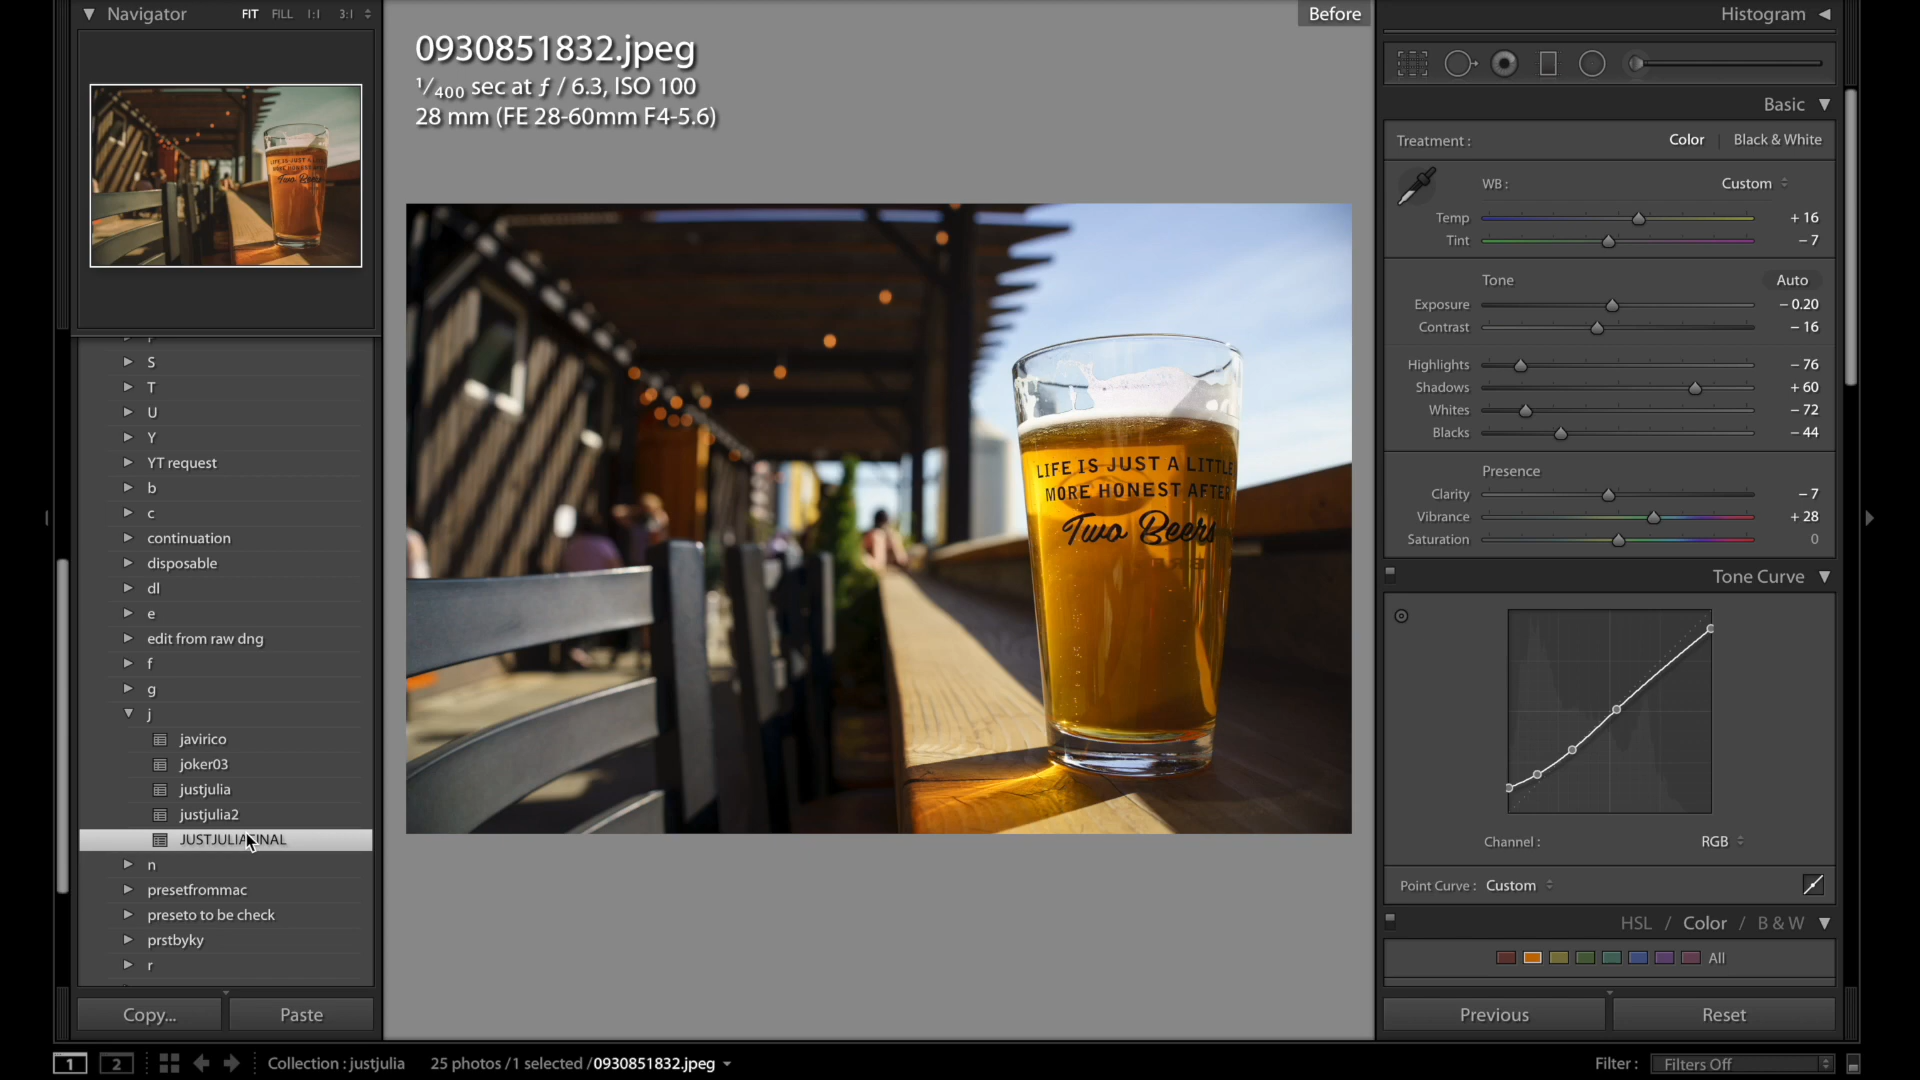 Navigator
FIT FILL 1:1 3:1
S
T
U
Y
YT request
b
c
continuation
disposable
dl
e
edit from raw dng
f
g
j
javirico
joker03
justjulia
justjulia2
n
presetfrommac
preseto to be check
prstbyky
r
Copy... Paste
Before
0930851832.jpeg
1/400 sec at ƒ / 6.3, ISO 100
28 mm (FE 28-60mm F4-5.6)
LIFE IS JUST A LITTLE
MORE HONEST AFTER
Two Beers
Histogram
Basic
Treatment : Color Black & White
WB : Custom
Temp + 16
Tint – 7
Tone Auto
Exposure – 0.20
Contrast – 16
Highlights – 76
Shadows + 60
Whites – 72
Blacks – 44
Presence
Clarity – 7
Vibrance + 28
Saturation 0
Tone Curve
Channel : RGB
Point Curve : Custom
HSL / Color / B & W
All
Previous Reset
1 2 Collection : justjulia 25 photos /1 selected /0930851832.jpeg Filter : Filters Off